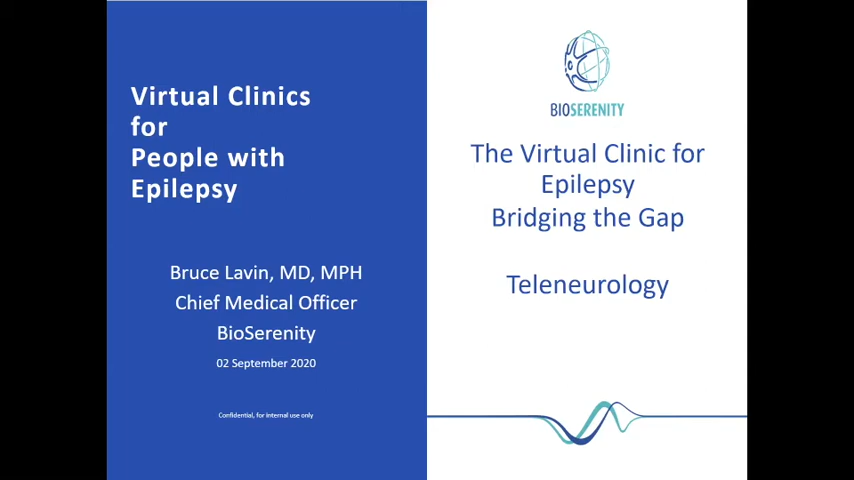 Virtual Clinics
for
People with
Epilepsy
Bruce Lavin, MD, MPH
Chief Medical Officer
BioSerenity
02 September 2020
Confidential, for internal use only
BIOSERENITY
The Virtual Clinic for
Epilepsy
Bridging the Gap
Teleneurology